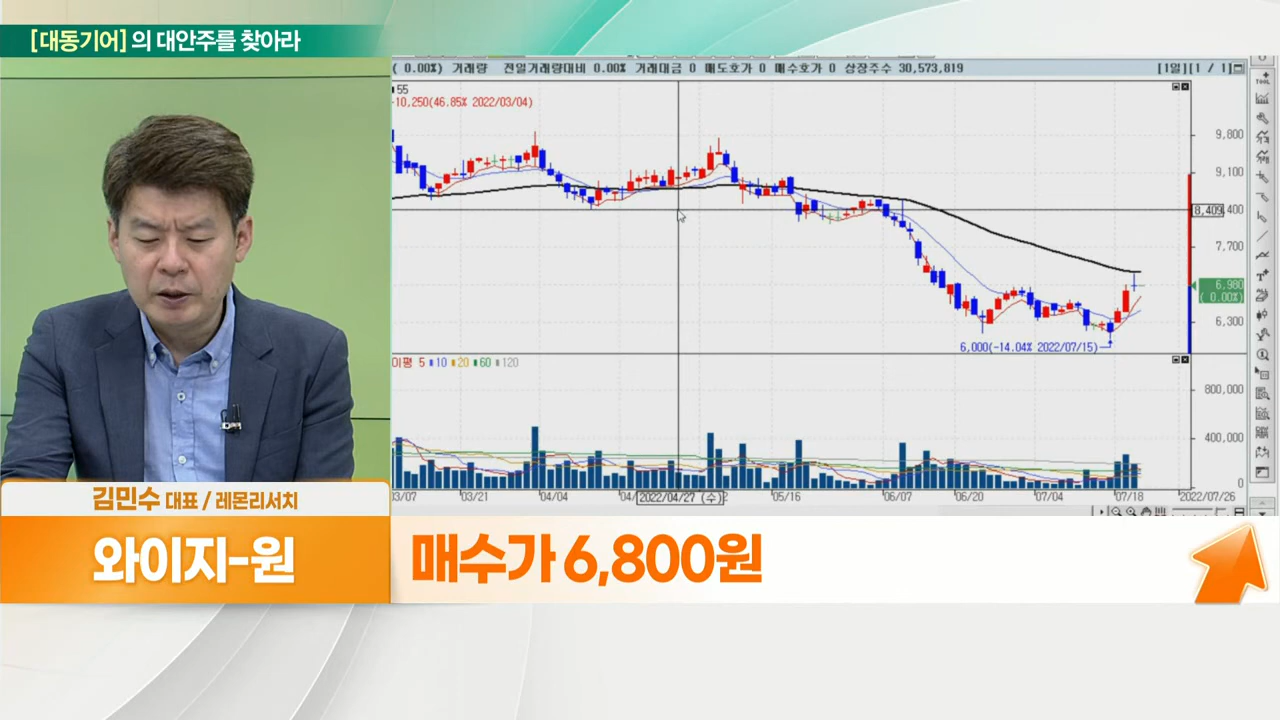 [대동기어]의 대안주를 찾아라
( 0.00%) 거래량 전일거래량대비 0.00% 거래대금 0 매도호가 0 매수호가 0 상장주수 30,573,819 [1일][1 / 1]
55
10,250(46.85% 2022/03/04)
9,800
9,100
8,409
400
7,700
6,980
( 0.00%)
6,300
6,000(-14.04% 2022/07/15)
이평 5 10 20 60 120
800,000
400,000
0
03/07 03/21 04/04 04/ 2022/04/27 (수) 2 05/16 06/07 06/20 07/04 07/18 2022/07/26
김민수 대표 / 레몬리서치
와이지-원
매수가 6,800원